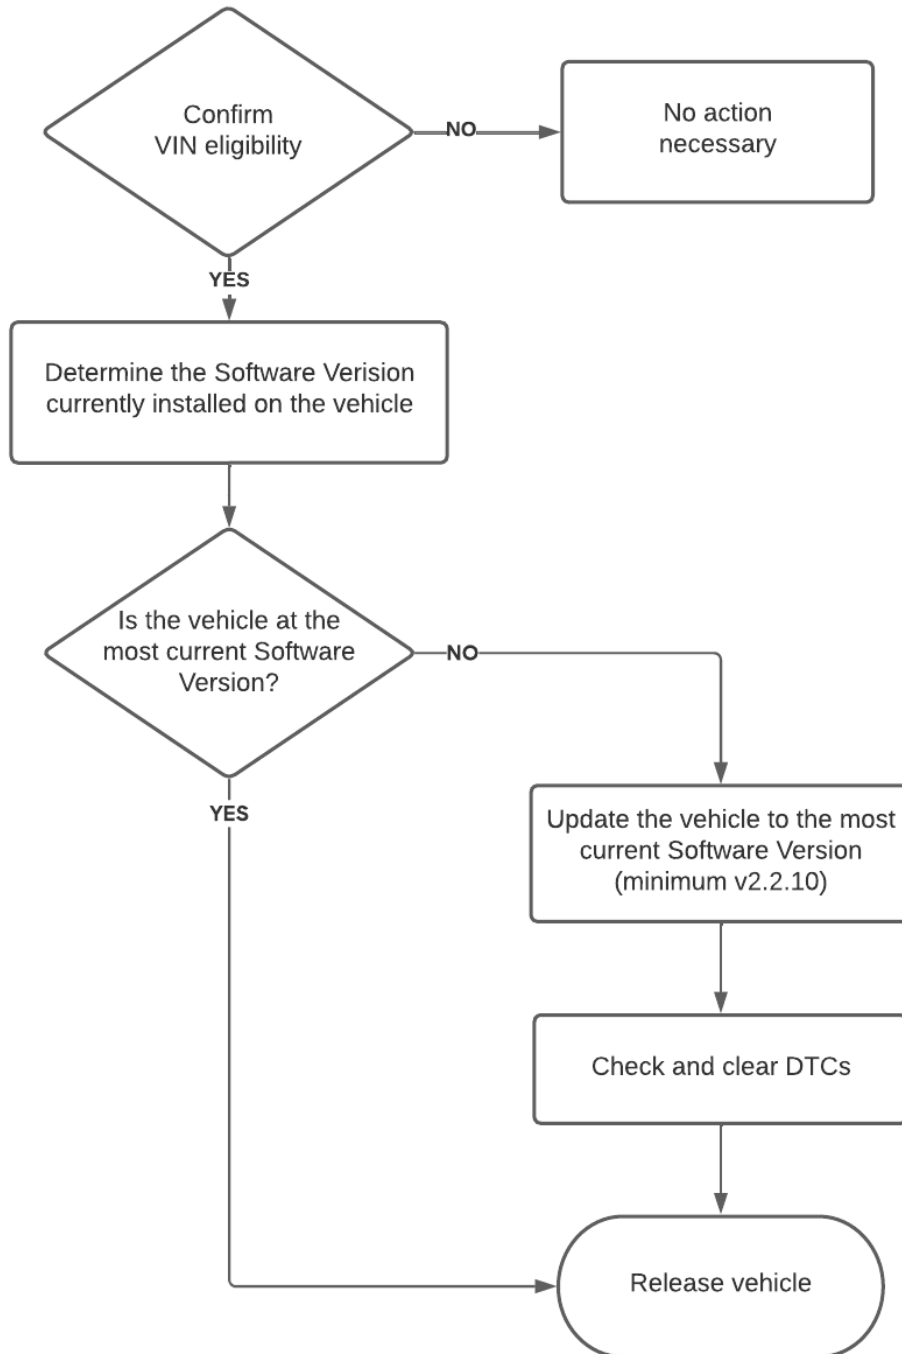 Confirm
VIN eligibility
NO
No action
necessary
YES
Determine the Software Verision
currently installed on the vehicle
Is the vehicle at the
most current Software
Version?
NO
YES
Update the vehicle to the most
current Software Version
(minimum v2.2.10)
Check and clear DTCs
Release vehicle